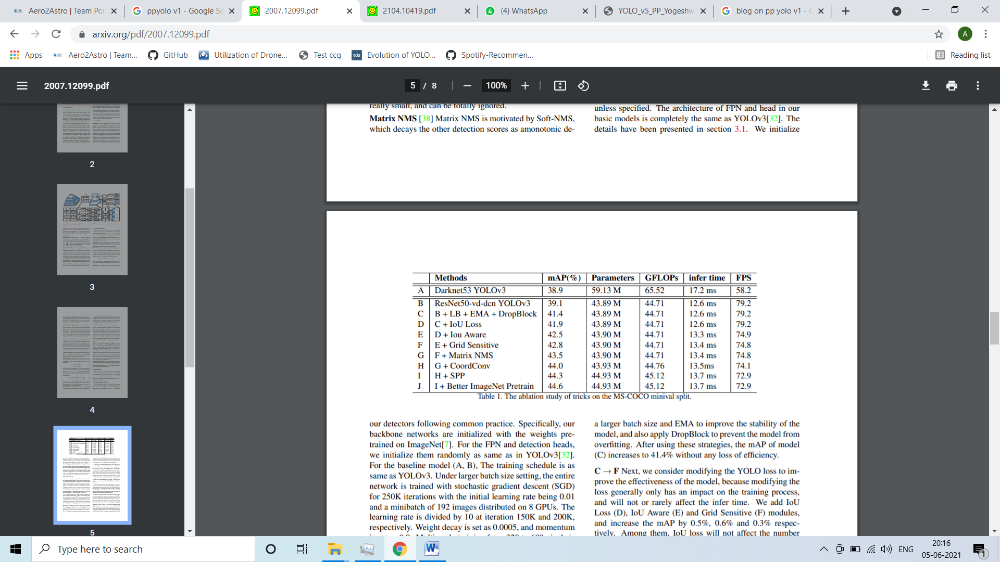 Aero2Astro | Team Por
ppyolo v1 - Google Se
2007.12099.pdf
2104.10419.pdf
(4) WhatsApp
YOLO_v5_PP_Yogeshw
blog on pp yolo v1 - G
arxiv.org/pdf/2007.12099.pdf
A
Apps
Aero2Astro | Team...
GitHub
Utilization of Drone...
Test ccg
tds
Evolution of YOLO...
Spotify-Recommen...
Reading list
2007.12099.pdf
5 / 8
100%
2
3
4
5
really small, and can be totally ignored.
Matrix NMS [38] Matrix NMS is motivated by Soft-NMS,
which decays the other detection scores as amonotonic de-
unless specified. The architecture of FPN and head in our
basic models is completely the same as YOLOv3[32]. The
details have been presented in section 3.1. We initialize
Methods mAP(%) Parameters GFLOPs infer time FPS
A Darknet53 YOLOv3 38.9 59.13 M 65.52 17.2 ms 58.2
B ResNet50-vd-dcn YOLOv3 39.1 43.89 M 44.71 12.6 ms 79.2
C B + LB + EMA + DropBlock 41.4 43.89 M 44.71 12.6 ms 79.2
D C + IoU Loss 41.9 43.89 M 44.71 12.6 ms 79.2
E D + Iou Aware 42.5 43.90 M 44.71 13.3 ms 74.9
F E + Grid Sensitive 42.8 43.90 M 44.71 13.4 ms 74.8
G F + Matrix NMS 43.5 43.90 M 44.71 13.4 ms 74.8
H G + CoordConv 44.0 43.93 M 44.76 13.5ms 74.1
I H + SPP 44.3 44.93 M 45.12 13.7 ms 72.9
J I + Better ImageNet Pretrain 44.6 44.93 M 45.12 13.7 ms 72.9
Table 1. The ablation study of tricks on the MS-COCO minival split.
our detectors following common practice. Specifically, our
backbone networks are initialized with the weights pre-
trained on ImageNet[7]. For the FPN and detection heads,
we initialize them randomly as same as in YOLOv3[32].
For the baseline model (A, B), The training schedule is as
same as YOLOv3. Under larger batch size setting, the entire
network is trained with stochastic gradient descent (SGD)
for 250K iterations with the initial learning rate being 0.01
and a minibatch of 192 images distributed on 8 GPUs. The
learning rate is divided by 10 at iteration 150K and 200K,
respectively. Weight decay is set as 0.0005, and momentum
a larger batch size and EMA to improve the stability of the
model, and also apply DropBlock to prevent the model from
overfitting. After using these strategies, the mAP of model
(C) increases to 41.4% without any loss of efficiency.
C → F Next, we consider modifying the YOLO loss to im-
prove the effectiveness of the model, because modifying the
loss generally only has an impact on the training process,
and will not or rarely affect the infer time. We add IoU
Loss (D), IoU Aware (E) and Grid Sensitive (F) modules,
and increase the mAP by 0.5%, 0.6% and 0.3% respec-
tively. Among them, IoU loss will not affect the number
Type here to search
ENG
20:16
05-06-2021
1